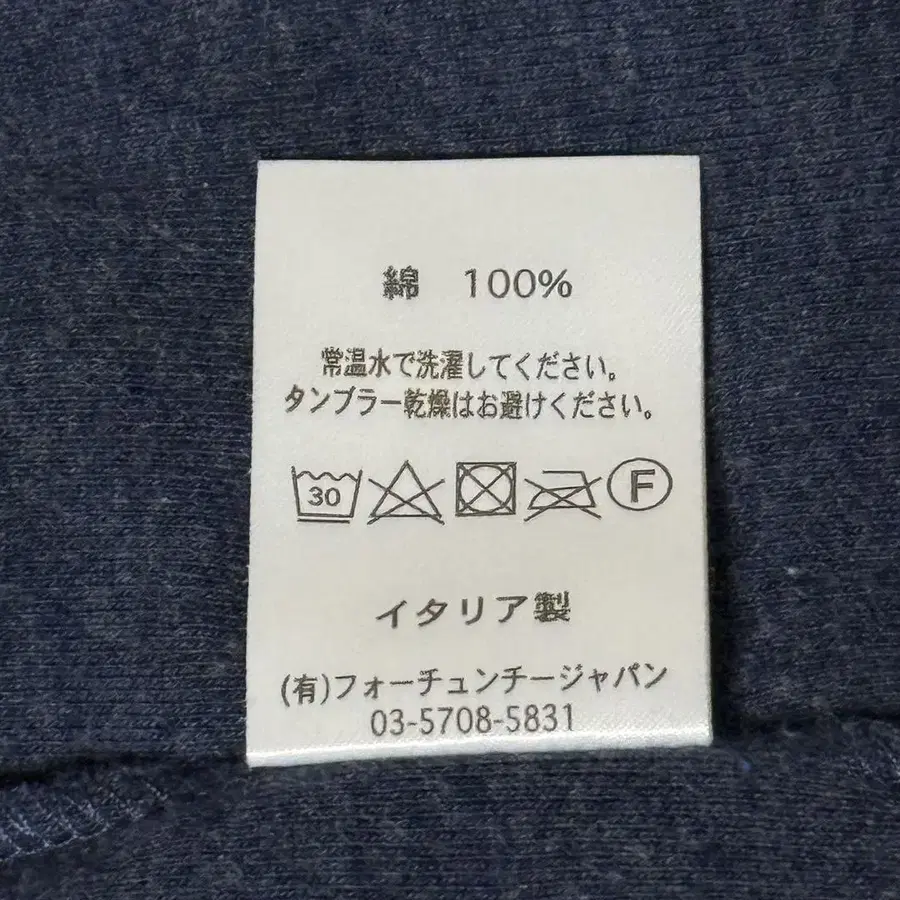 綿 100%
常温水で洗濯してください。
タンブラー乾燥はお避けください。
30 F
イタリア製
(有)フォーチュンチージャパン
03-5708-5831